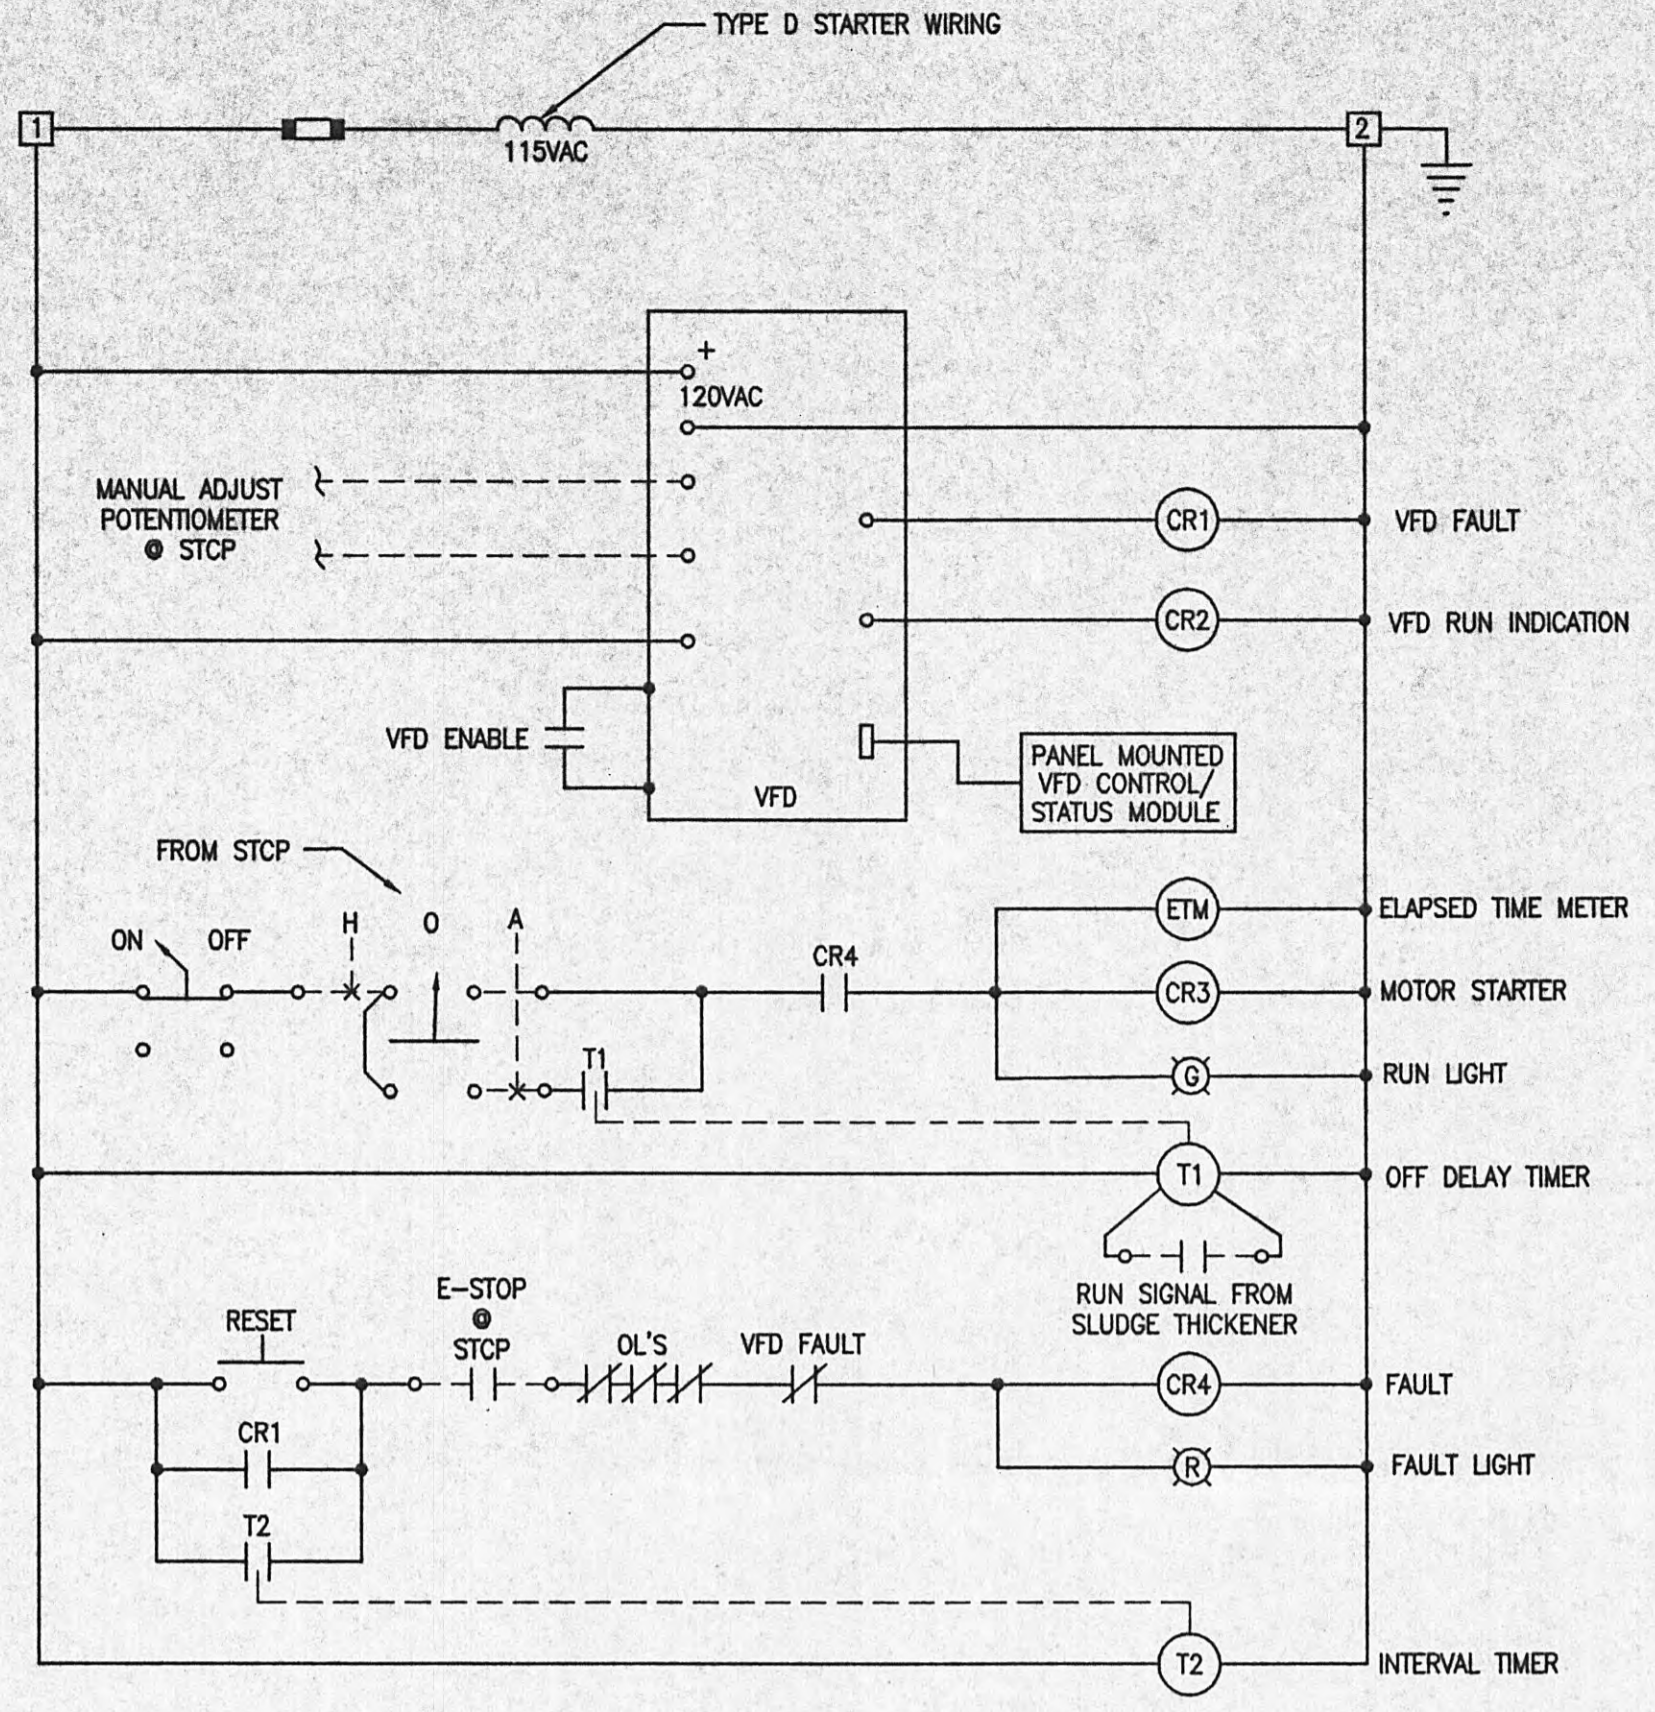 TYPE D STARTER WIRING
1
2
115VAC
+
120VAC
MANUAL ADJUST
POTENTIOMETER
@ STCP
CR1
VFD FAULT
CR2
VFD RUN INDICATION
VFD ENABLE
VFD
PANEL MOUNTED
VFD CONTROL/
STATUS MODULE
FROM STCP
ETM
ELAPSED TIME METER
ON
OFF
H
O
A
CR4
CR3
MOTOR STARTER
T1
G
RUN LIGHT
T1
OFF DELAY TIMER
RUN SIGNAL FROM
SLUDGE THICKENER
E-STOP
@
STCP
RESET
OL'S
VFD FAULT
CR4
FAULT
CR1
R
FAULT LIGHT
T2
T2
INTERVAL TIMER